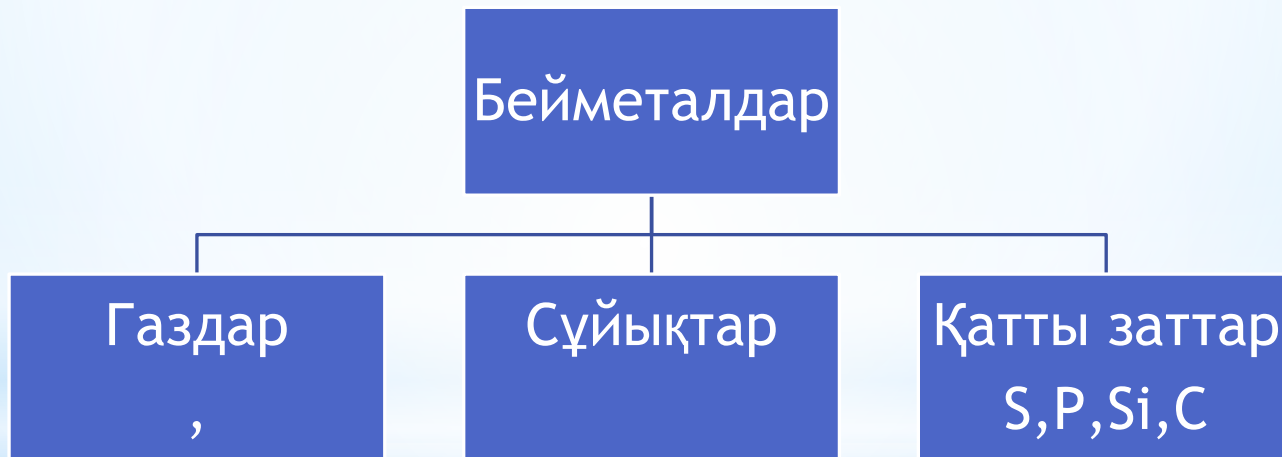 Бейметалдар
Газдар
,
Сұйықтар
Қатты заттар
S,P,Si,C